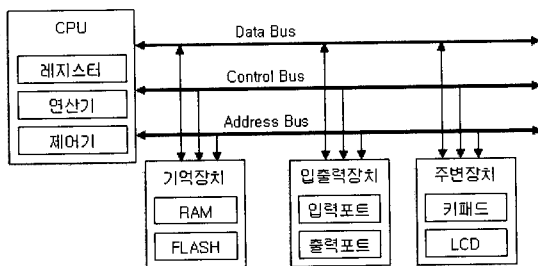 CPU
레지스터
연산기
제어기
Data Bus
Control Bus
Address Bus
기억장치
RAM
FLASH
입출력장치
입력포트
출력포트
주변장치
키패드
LCD